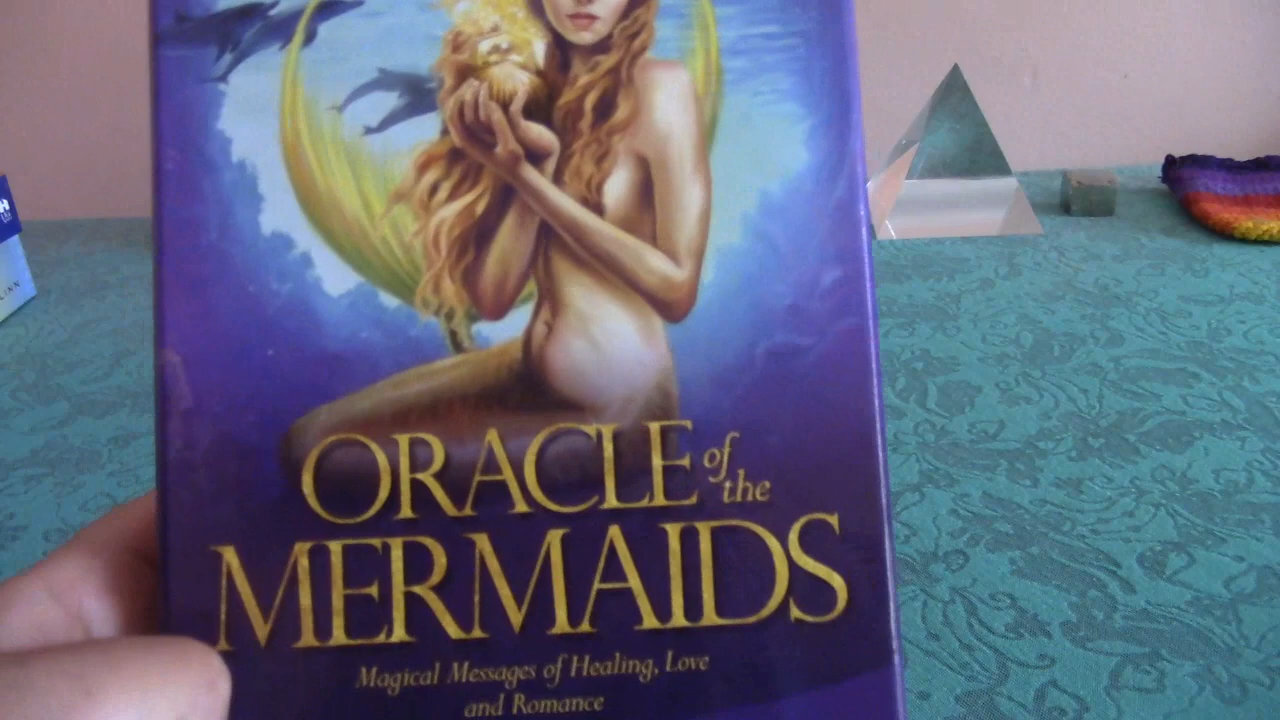 ORACLE of the
MERMAIDS
Magical Messages of Healing, Love
and Romance